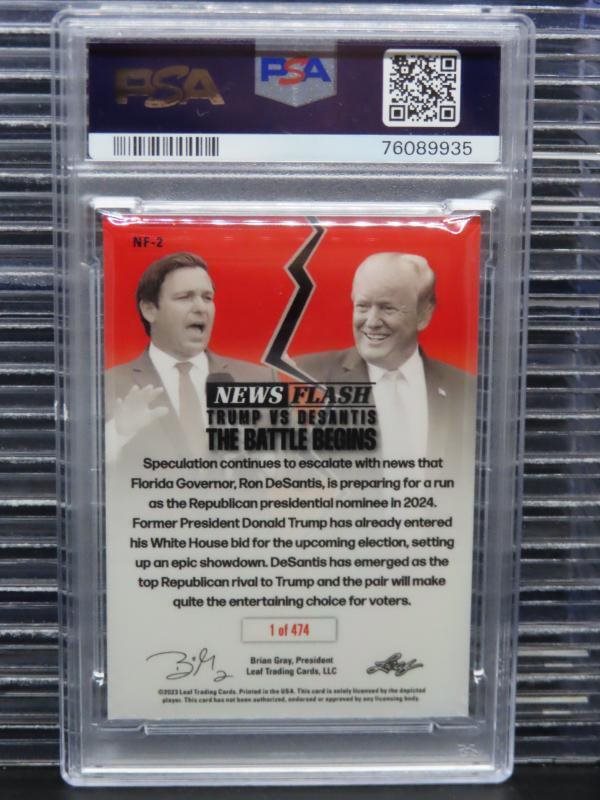 PSA
PSA
76089935
NF-2
NEWS FLASH
TRUMP VS DESANTIS
THE BATTLE BEGINS
Speculation continues to escalate with news that
Florida Governor, Ron DeSantis, is preparing for a run
as the Republican presidential nominee in 2024.
Former President Donald Trump has already entered
his White House bid for the upcoming election, setting
up an epic showdown. DeSantis has emerged as the
top Republican rival to Trump and the pair will make
quite the entertaining choice for voters.
1 of 474
Brian Gray, President
Leaf Trading Cards, LLC
Leaf
©2023 Leaf Trading Cards. Printed in the USA. This card is solely licensed by the depicted
player. This card has not been authorized, endorsed or approved by any licensing body.